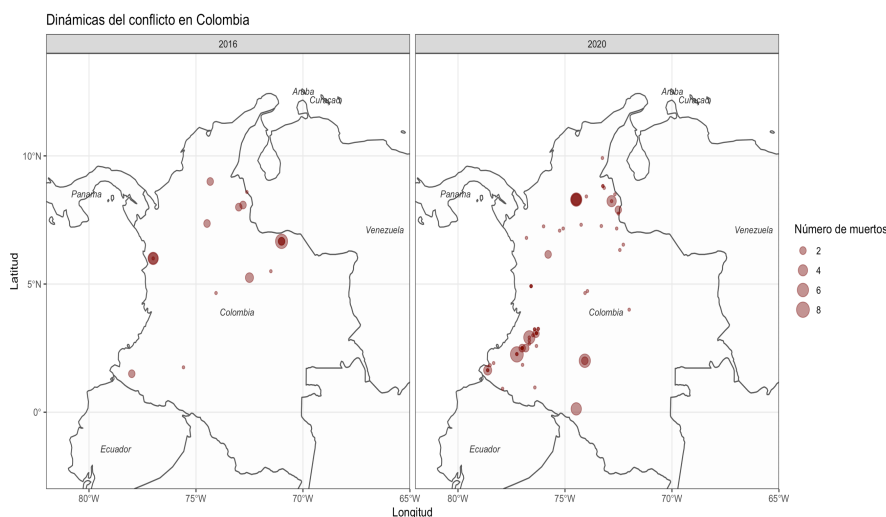 Dinámicas del conflicto en Colombia
2016
2020
Aruba
Curaçao
Aruba
Curaçao
10°N
Panama
Panama
Venezuela
Venezuela
Número de muertos
2
4
6
8
5°N
Colombia
Colombia
0°
Ecuador
Ecuador
80°W
75°W
70°W
65°W
80°W
75°W
70°W
65°W
Longitud
Latitud